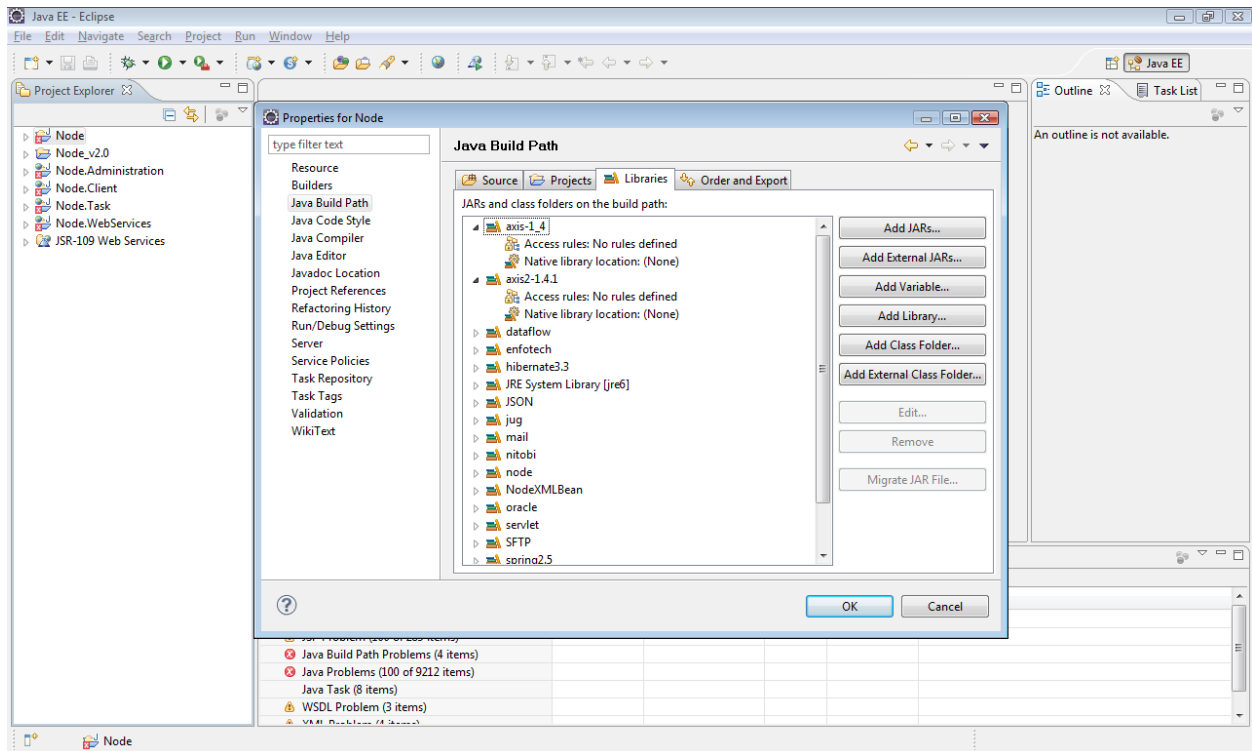 Java EE - Eclipse
File Edit Navigate Search Project Run Window Help
Java EE
Project Explorer
Node
Node_v2.0
Node.Administration
Node.Client
Node.Task
Node.WebServices
JSR-109 Web Services
Outline
Task List
An outline is not available.
Properties for Node
type filter text
Resource
Builders
Java Build Path
Java Code Style
Java Compiler
Java Editor
Javadoc Location
Project References
Refactoring History
Run/Debug Settings
Server
Service Policies
Task Repository
Task Tags
Validation
WikiText
Java Build Path
Source Projects Libraries Order and Export
JARs and class folders on the build path:
axis-1_4
Access rules: No rules defined
Native library location: (None)
axis2-1.4.1
Access rules: No rules defined
Native library location: (None)
dataflow
enfotech
hibernate3.3
JRE System Library [jre6]
JSON
jug
mail
nitobi
node
NodeXMLBean
oracle
servlet
SFTP
spring2.5
Add JARs...
Add External JARs...
Add Variable...
Add Library...
Add Class Folder...
Add External Class Folder...
Edit...
Remove
Migrate JAR File...
OK
Cancel
Java Build Path Problems (4 items)
Java Problems (100 of 9212 items)
Java Task (8 items)
WSDL Problem (3 items)
Node